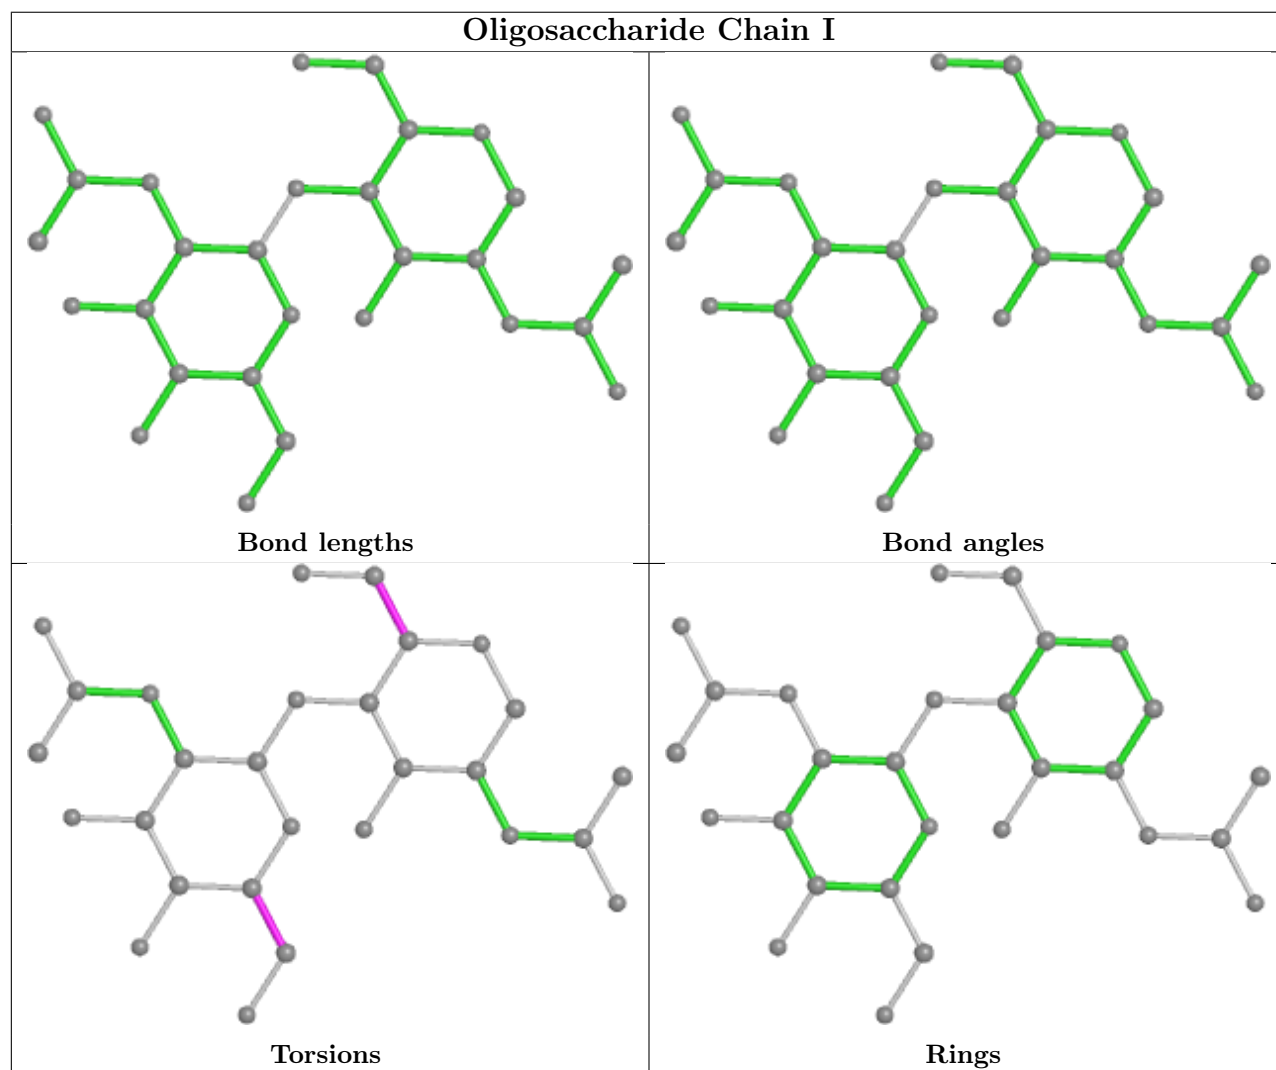 Oligosaccharide Chain I
Bond lengths
Bond angles
Torsions
Rings